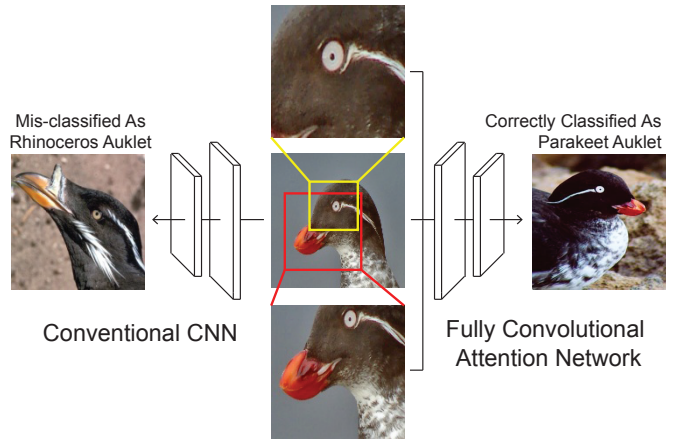 Mis-classified As
Rhinoceros Auklet
Correctly Classified As
Parakeet Auklet
Conventional CNN
Fully Convolutional
Attention Network